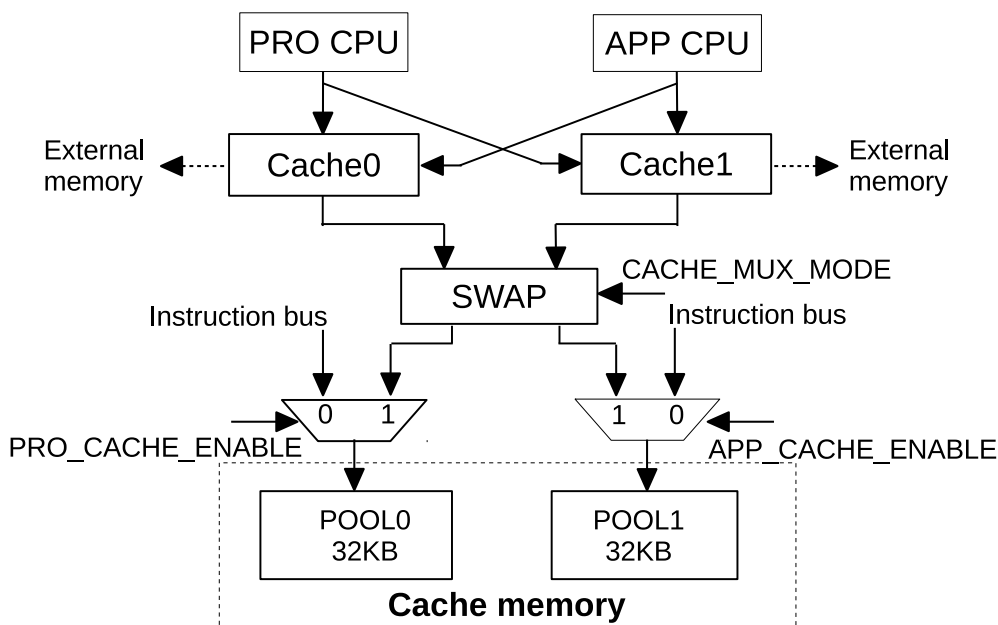 PRO CPU
APP CPU
External
memory
Cache0
Cache1
External
memory
SWAP
CACHE_MUX_MODE
Instruction bus
Instruction bus
0 1
1 0
PRO_CACHE_ENABLE
APP_CACHE_ENABLE
POOL0
32KB
POOL1
32KB
Cache memory